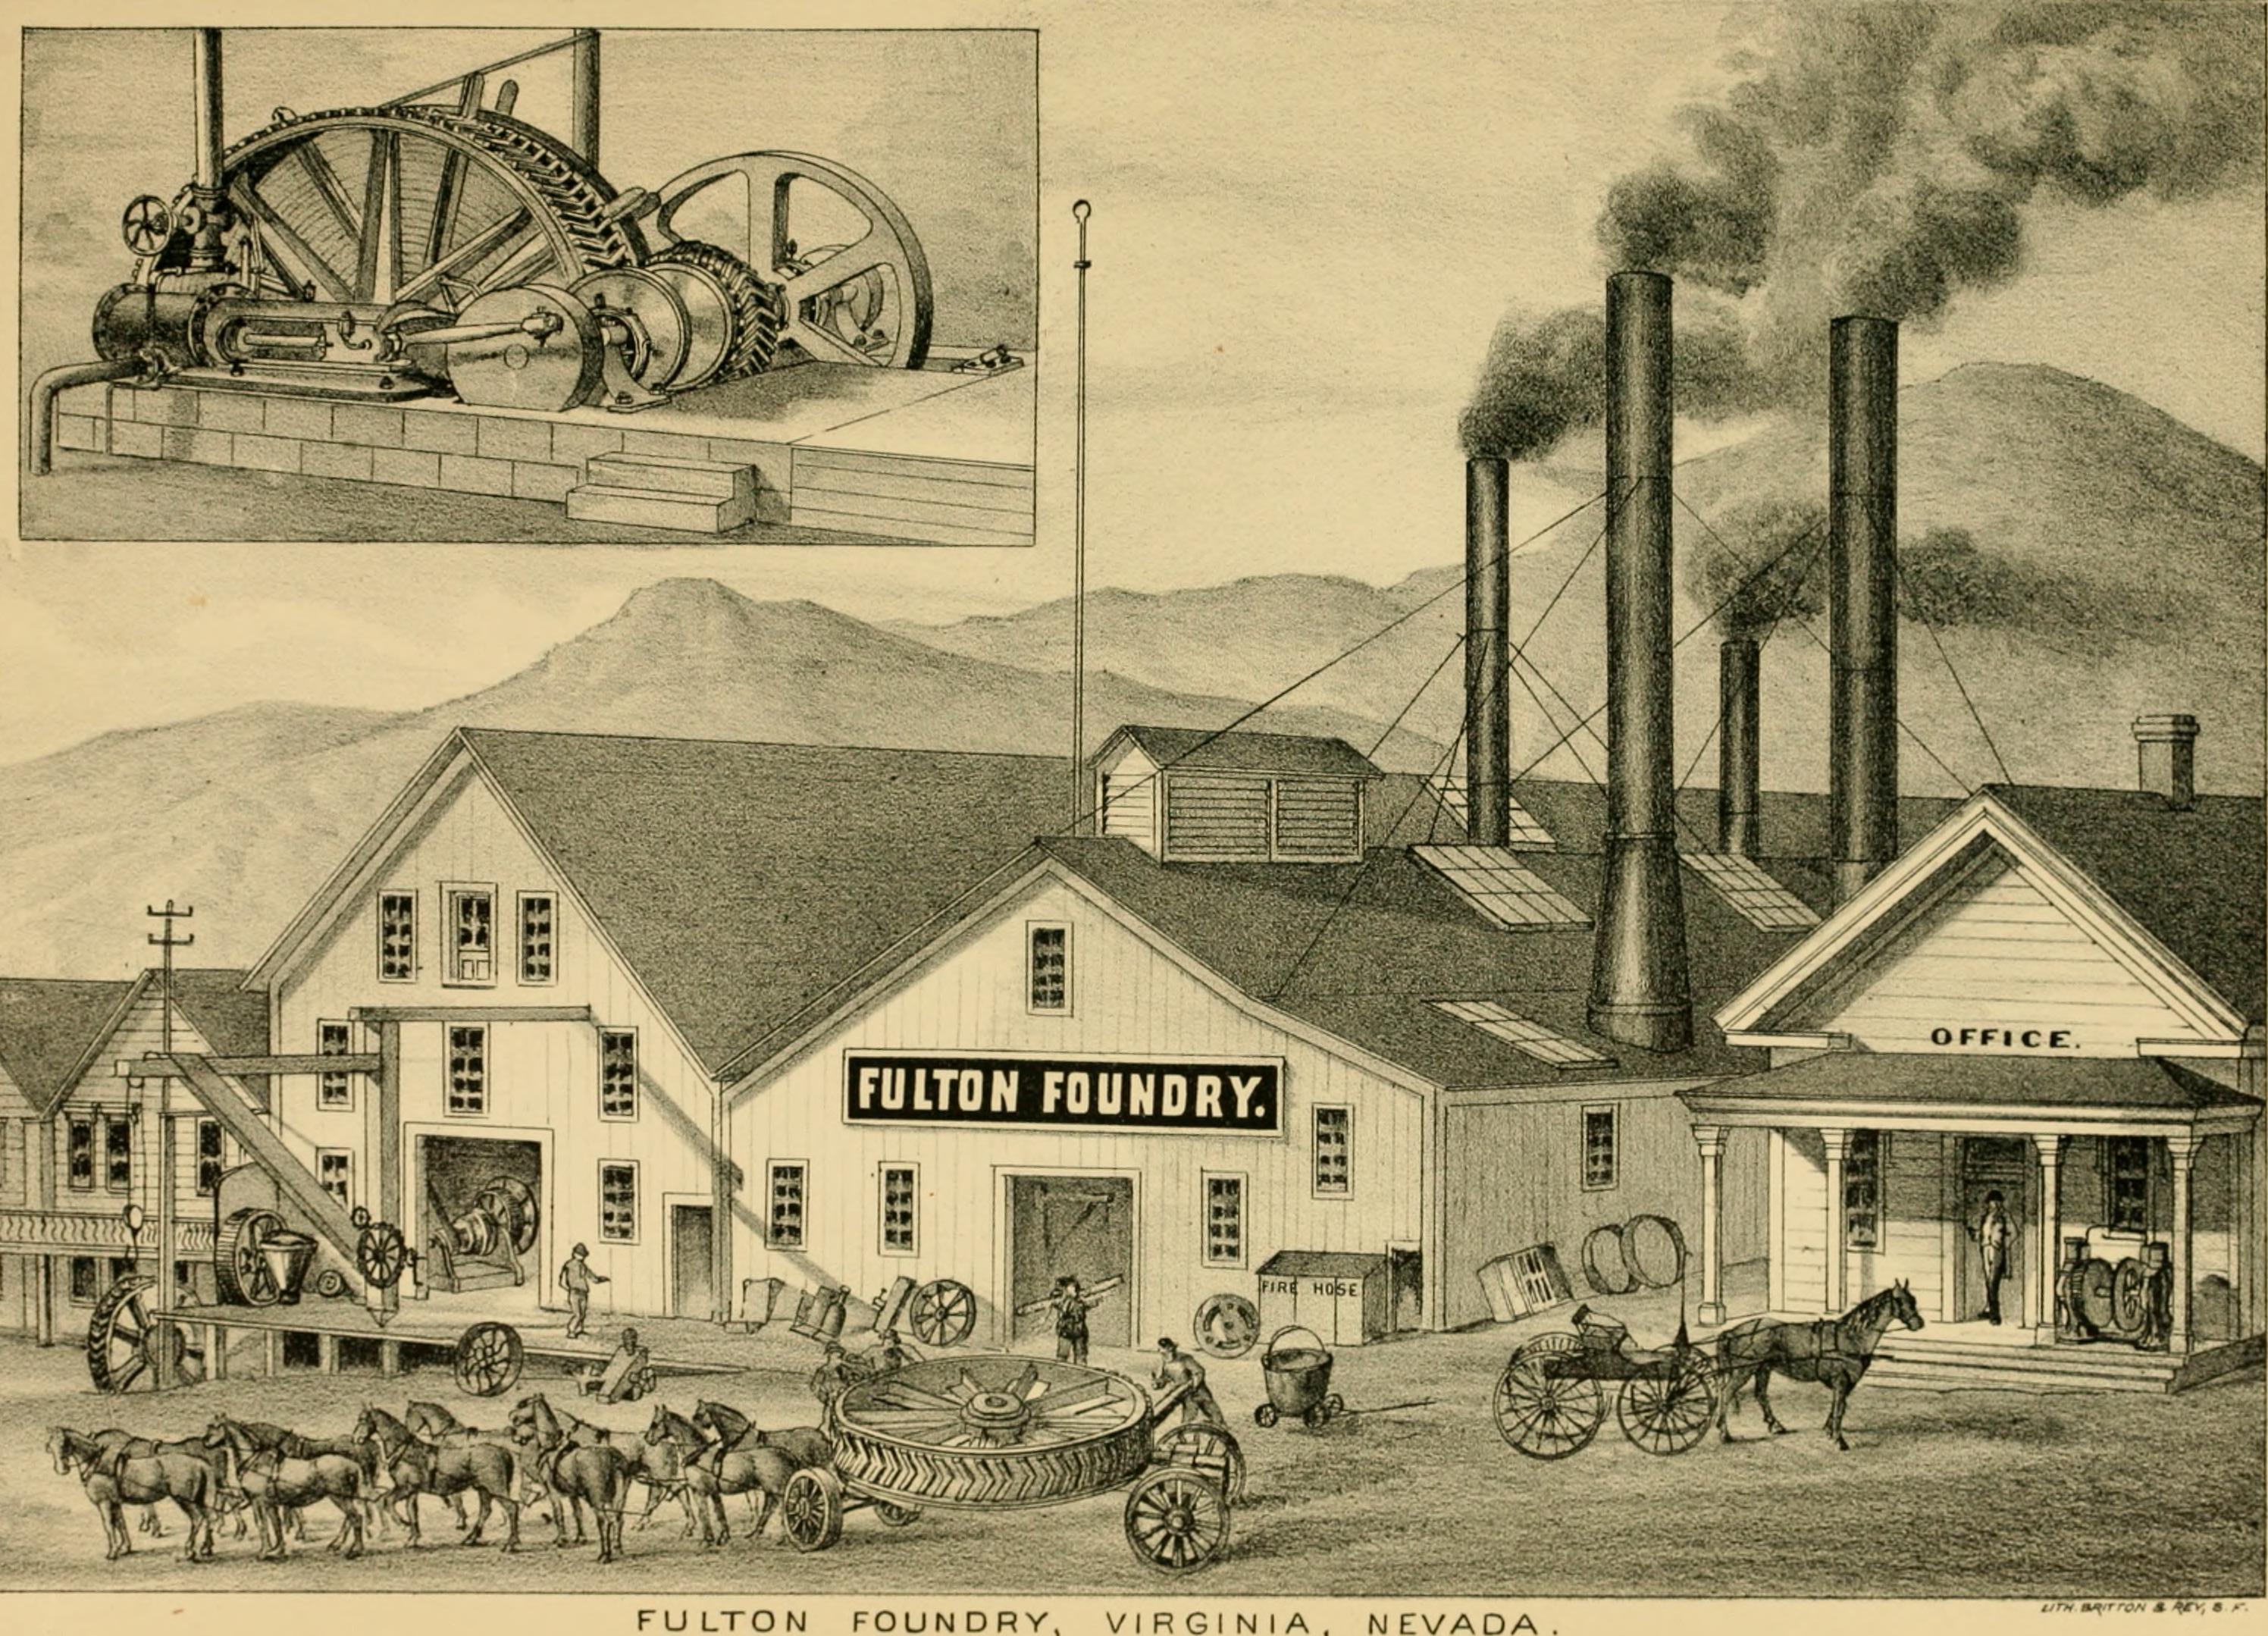 OFFICE.
FULTON FOUNDRY.
FIRE HOSE
FULTON FOUNDRY, VIRGINIA, NEVADA.
LITH. BRITTON & REY, S. F.